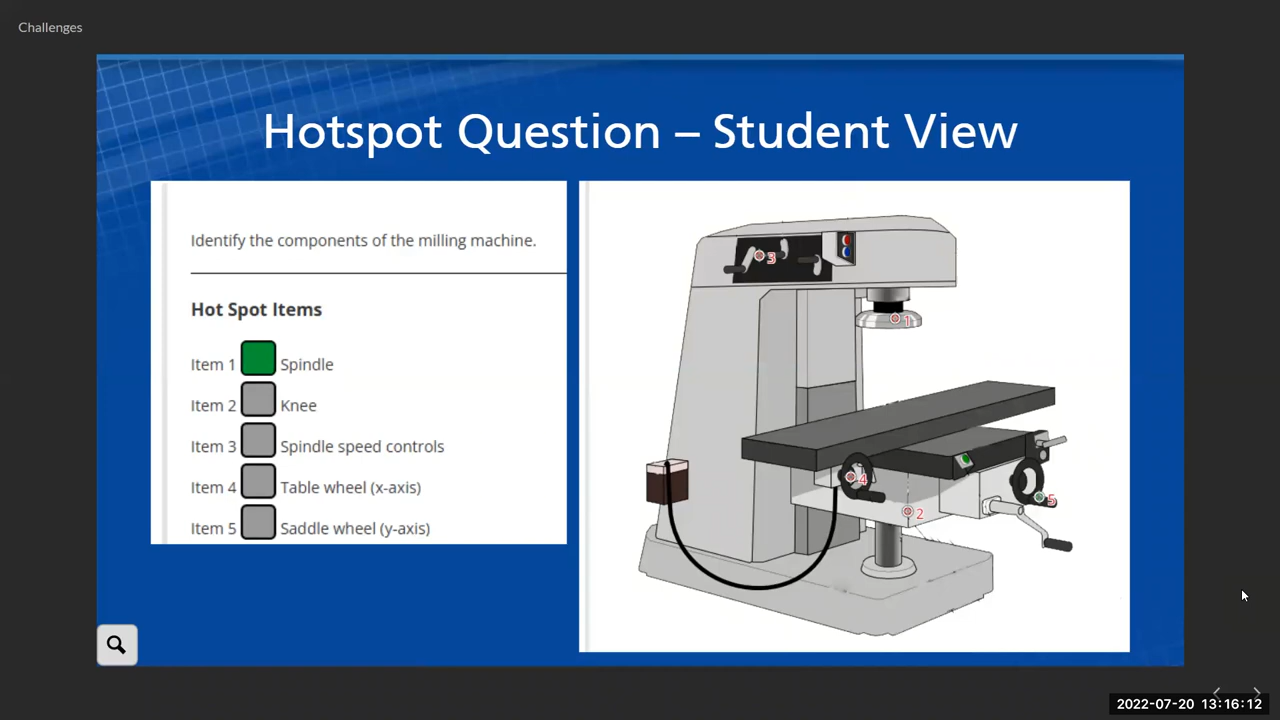 Challenges
Hotspot Question – Student View
Identify the components of the milling machine.
Hot Spot Items
Item 1 Spindle
Item 2 Knee
Item 3 Spindle speed controls
Item 4 Table wheel (x-axis)
Item 5 Saddle wheel (y-axis)
3
1
4
5
2
2022-07-20 13:16:12